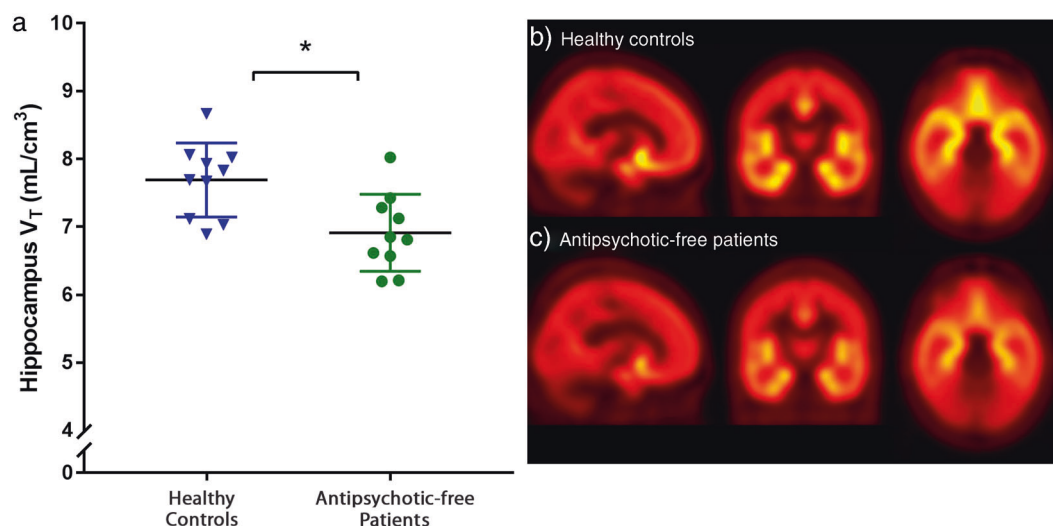 a
10
9
8
7
6
5
4
0
Hippocampus V_T (mL/cm³)
*
Healthy
Controls
Antipsychotic-free
Patients
b) Healthy controls
c) Antipsychotic-free patients